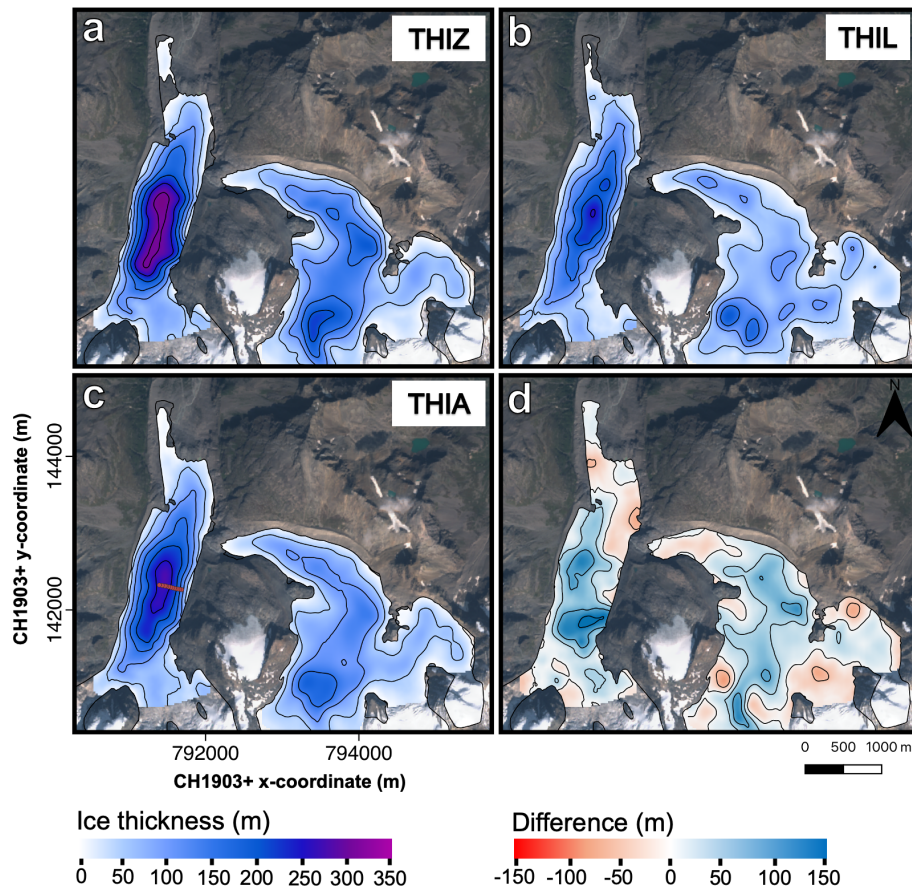 a
THIZ
b
THIL
c
THIA
d
N
CH1903+ y-coordinate (m)
144000
142000
792000
794000
CH1903+ x-coordinate (m)
0 500 1000 m
Ice thickness (m)
0 50 100 150 200 250 300 350
Difference (m)
-150 -100 -50 0 50 100 150